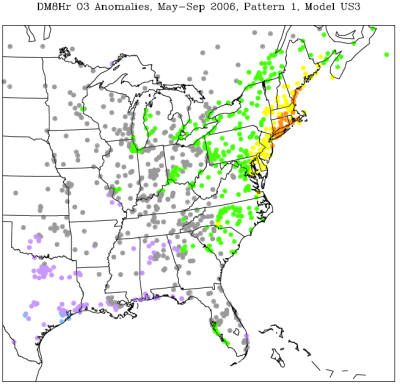 DM8Hr O3 Anomalies, May-Sep 2006, Pattern 1, Model US3